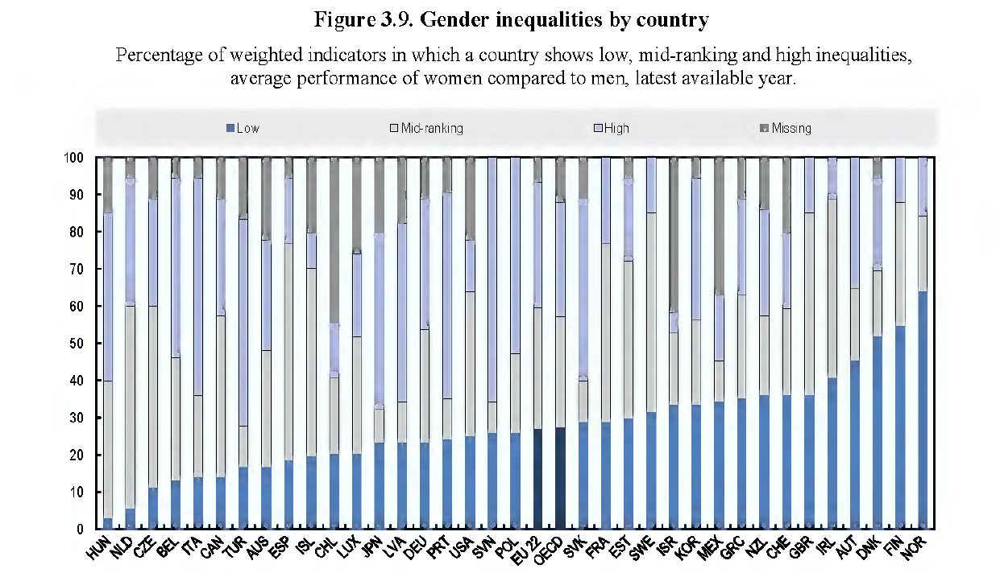 Figure 3.9. Gender inequalities by country
Percentage of weighted indicators in which a country shows low, mid-ranking and high inequalities,
average performance of women compared to men, latest available year.
Low Mid-ranking High Missing
100
90
80
70
60
50
40
30
20
10
0
HUN NLD CZE BEL ITA CAN TUR AUS ESP ISL CHL LUX JPN LVA DEU PRT USA SVN POL EU 22 OECD SVK FRA EST SWE ISR KOR MEX GRC NZL CHE GBR IRL AUT DNK FIN NOR